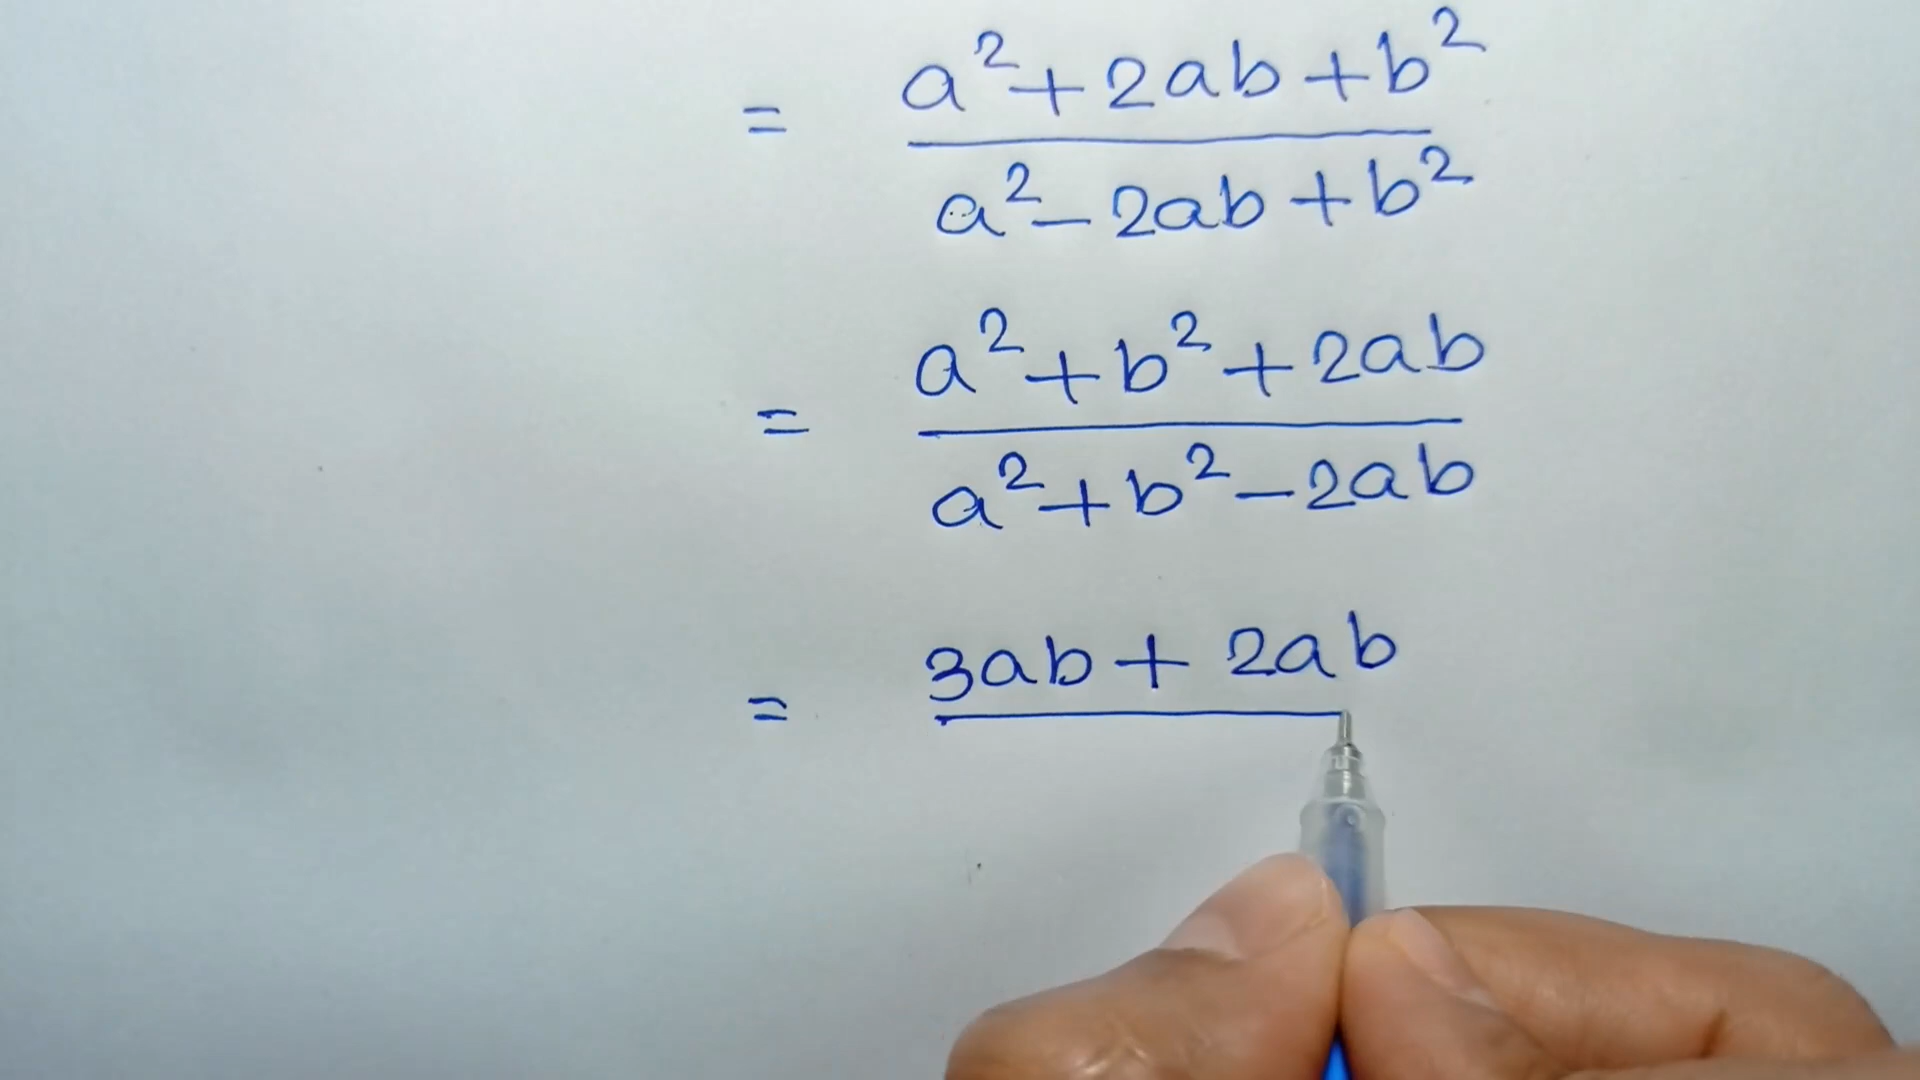 = a²+2ab+b²
a²-2ab+b²
= a²+b²+2ab
a²+b²-2ab
= 3ab+2ab